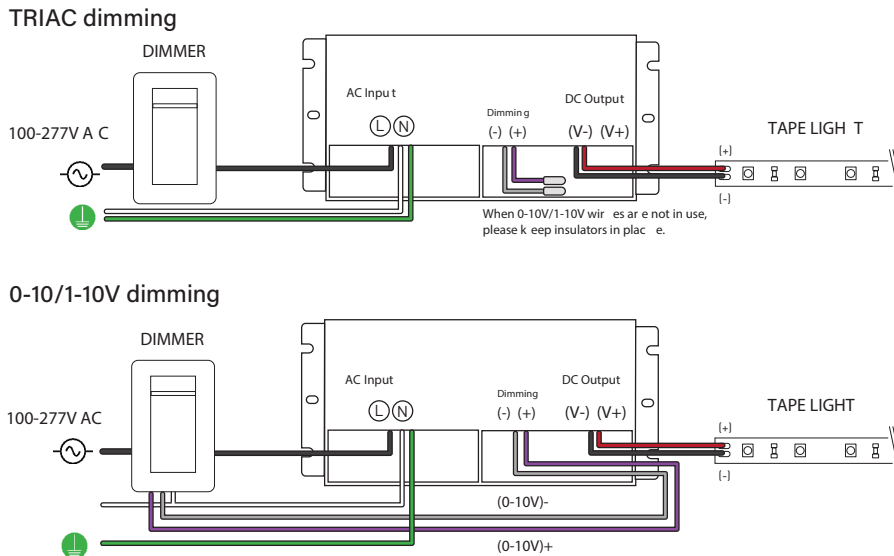 TRIAC dimming
DIMMER
AC Input
Dimming
DC Output
100-277V A C
L N
(-) (+)
(V-) (V+)
TAPE LIGH T
(+)
(-)
When 0-10V/1-10V wir es ar e not in use,
please k eep insulators in plac e.
0-10/1-10V dimming
DIMMER
AC Input
Dimming
DC Output
100-277V AC
L N
(-) (+)
(V-) (V+)
TAPE LIGHT
(+)
(-)
(0-10V)-
(0-10V)+